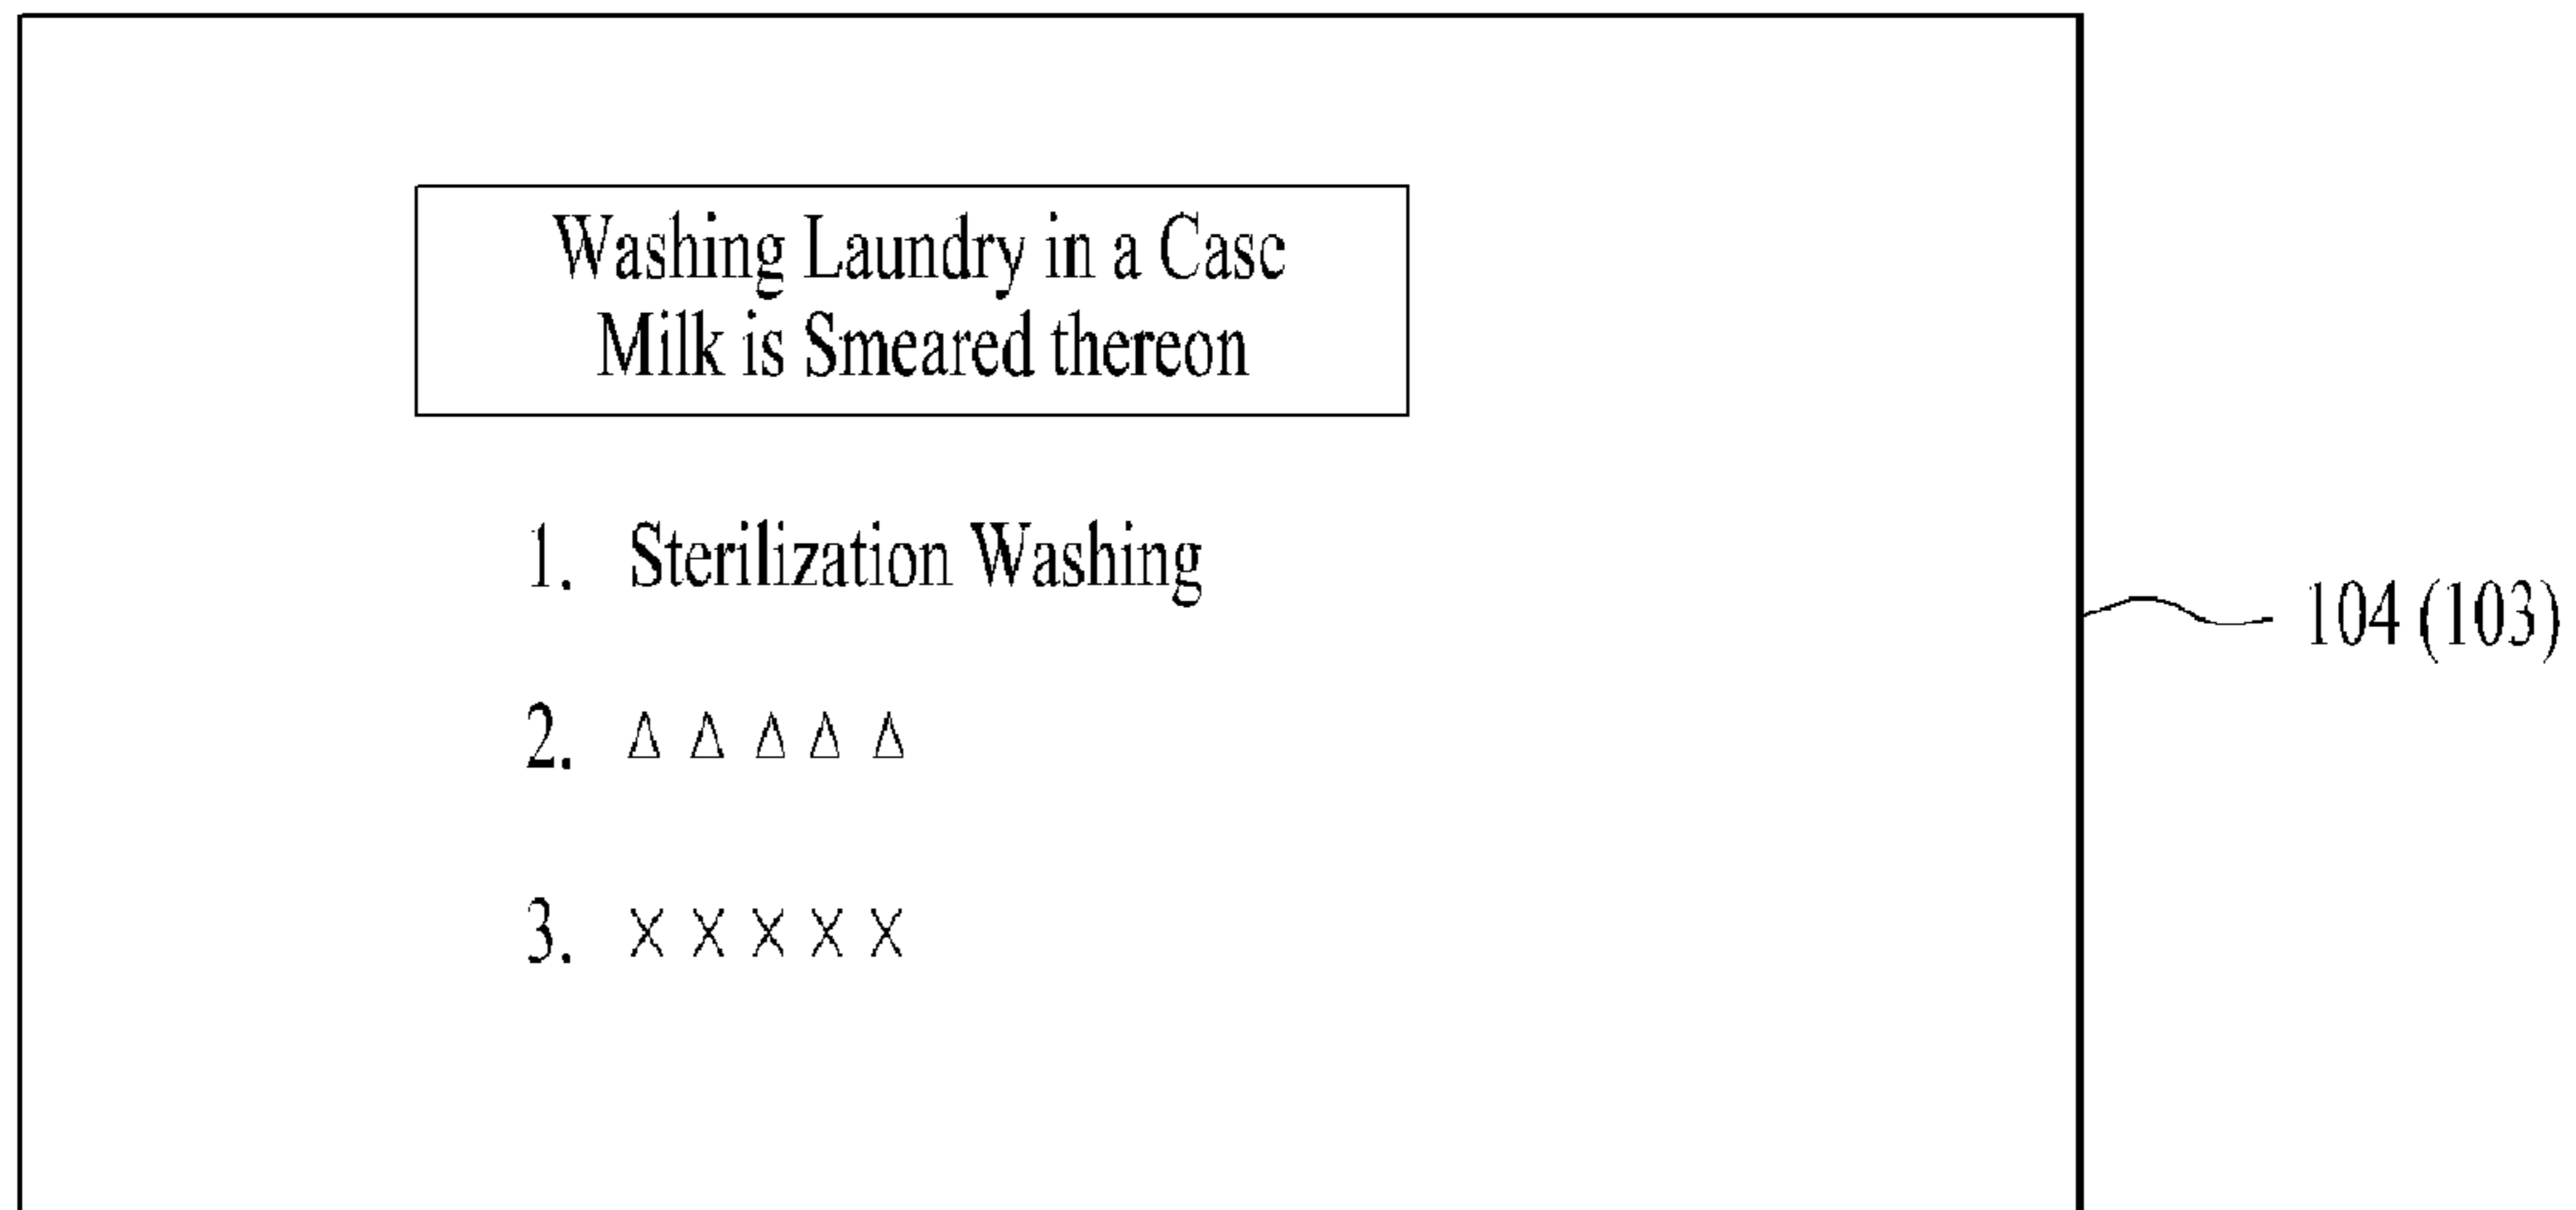 Washing Laundry in a Case
Milk is Smeared thereon
1. Sterilization Washing
104 (103)
2. Δ Δ Δ Δ Δ
3. X X X X X